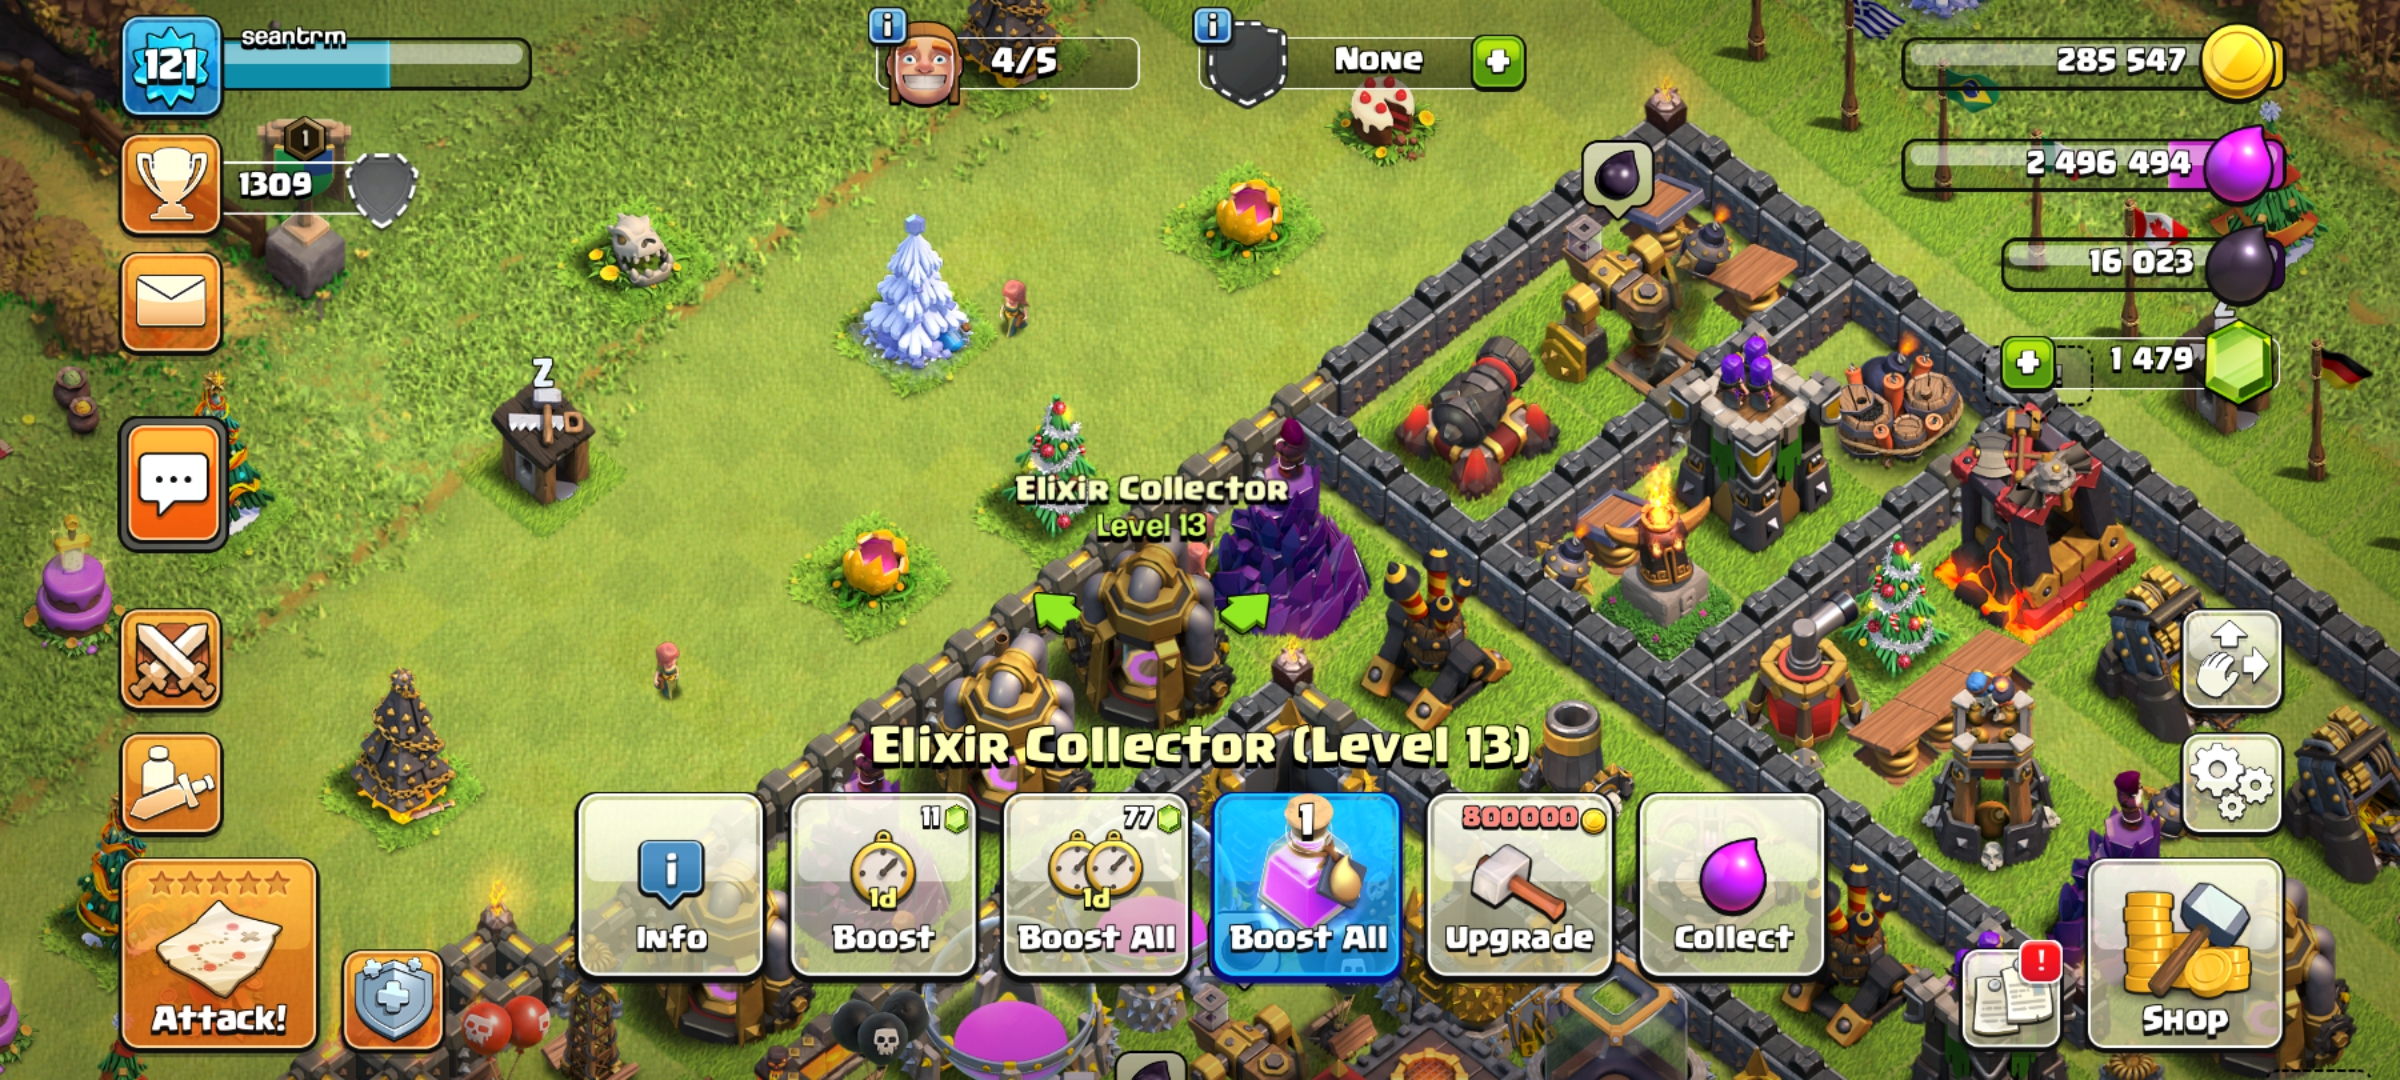 121
seantrm
4/5
None
285 547
1
1309
2 496 494
16 023
1 479
Z
Z
Elixir Collector
Level 13
Elixir Collector (Level 13)
Info
11
1d
Boost
77
1d
Boost All
1
Boost All
800000
Upgrade
Collect
Attack!
!
Shop